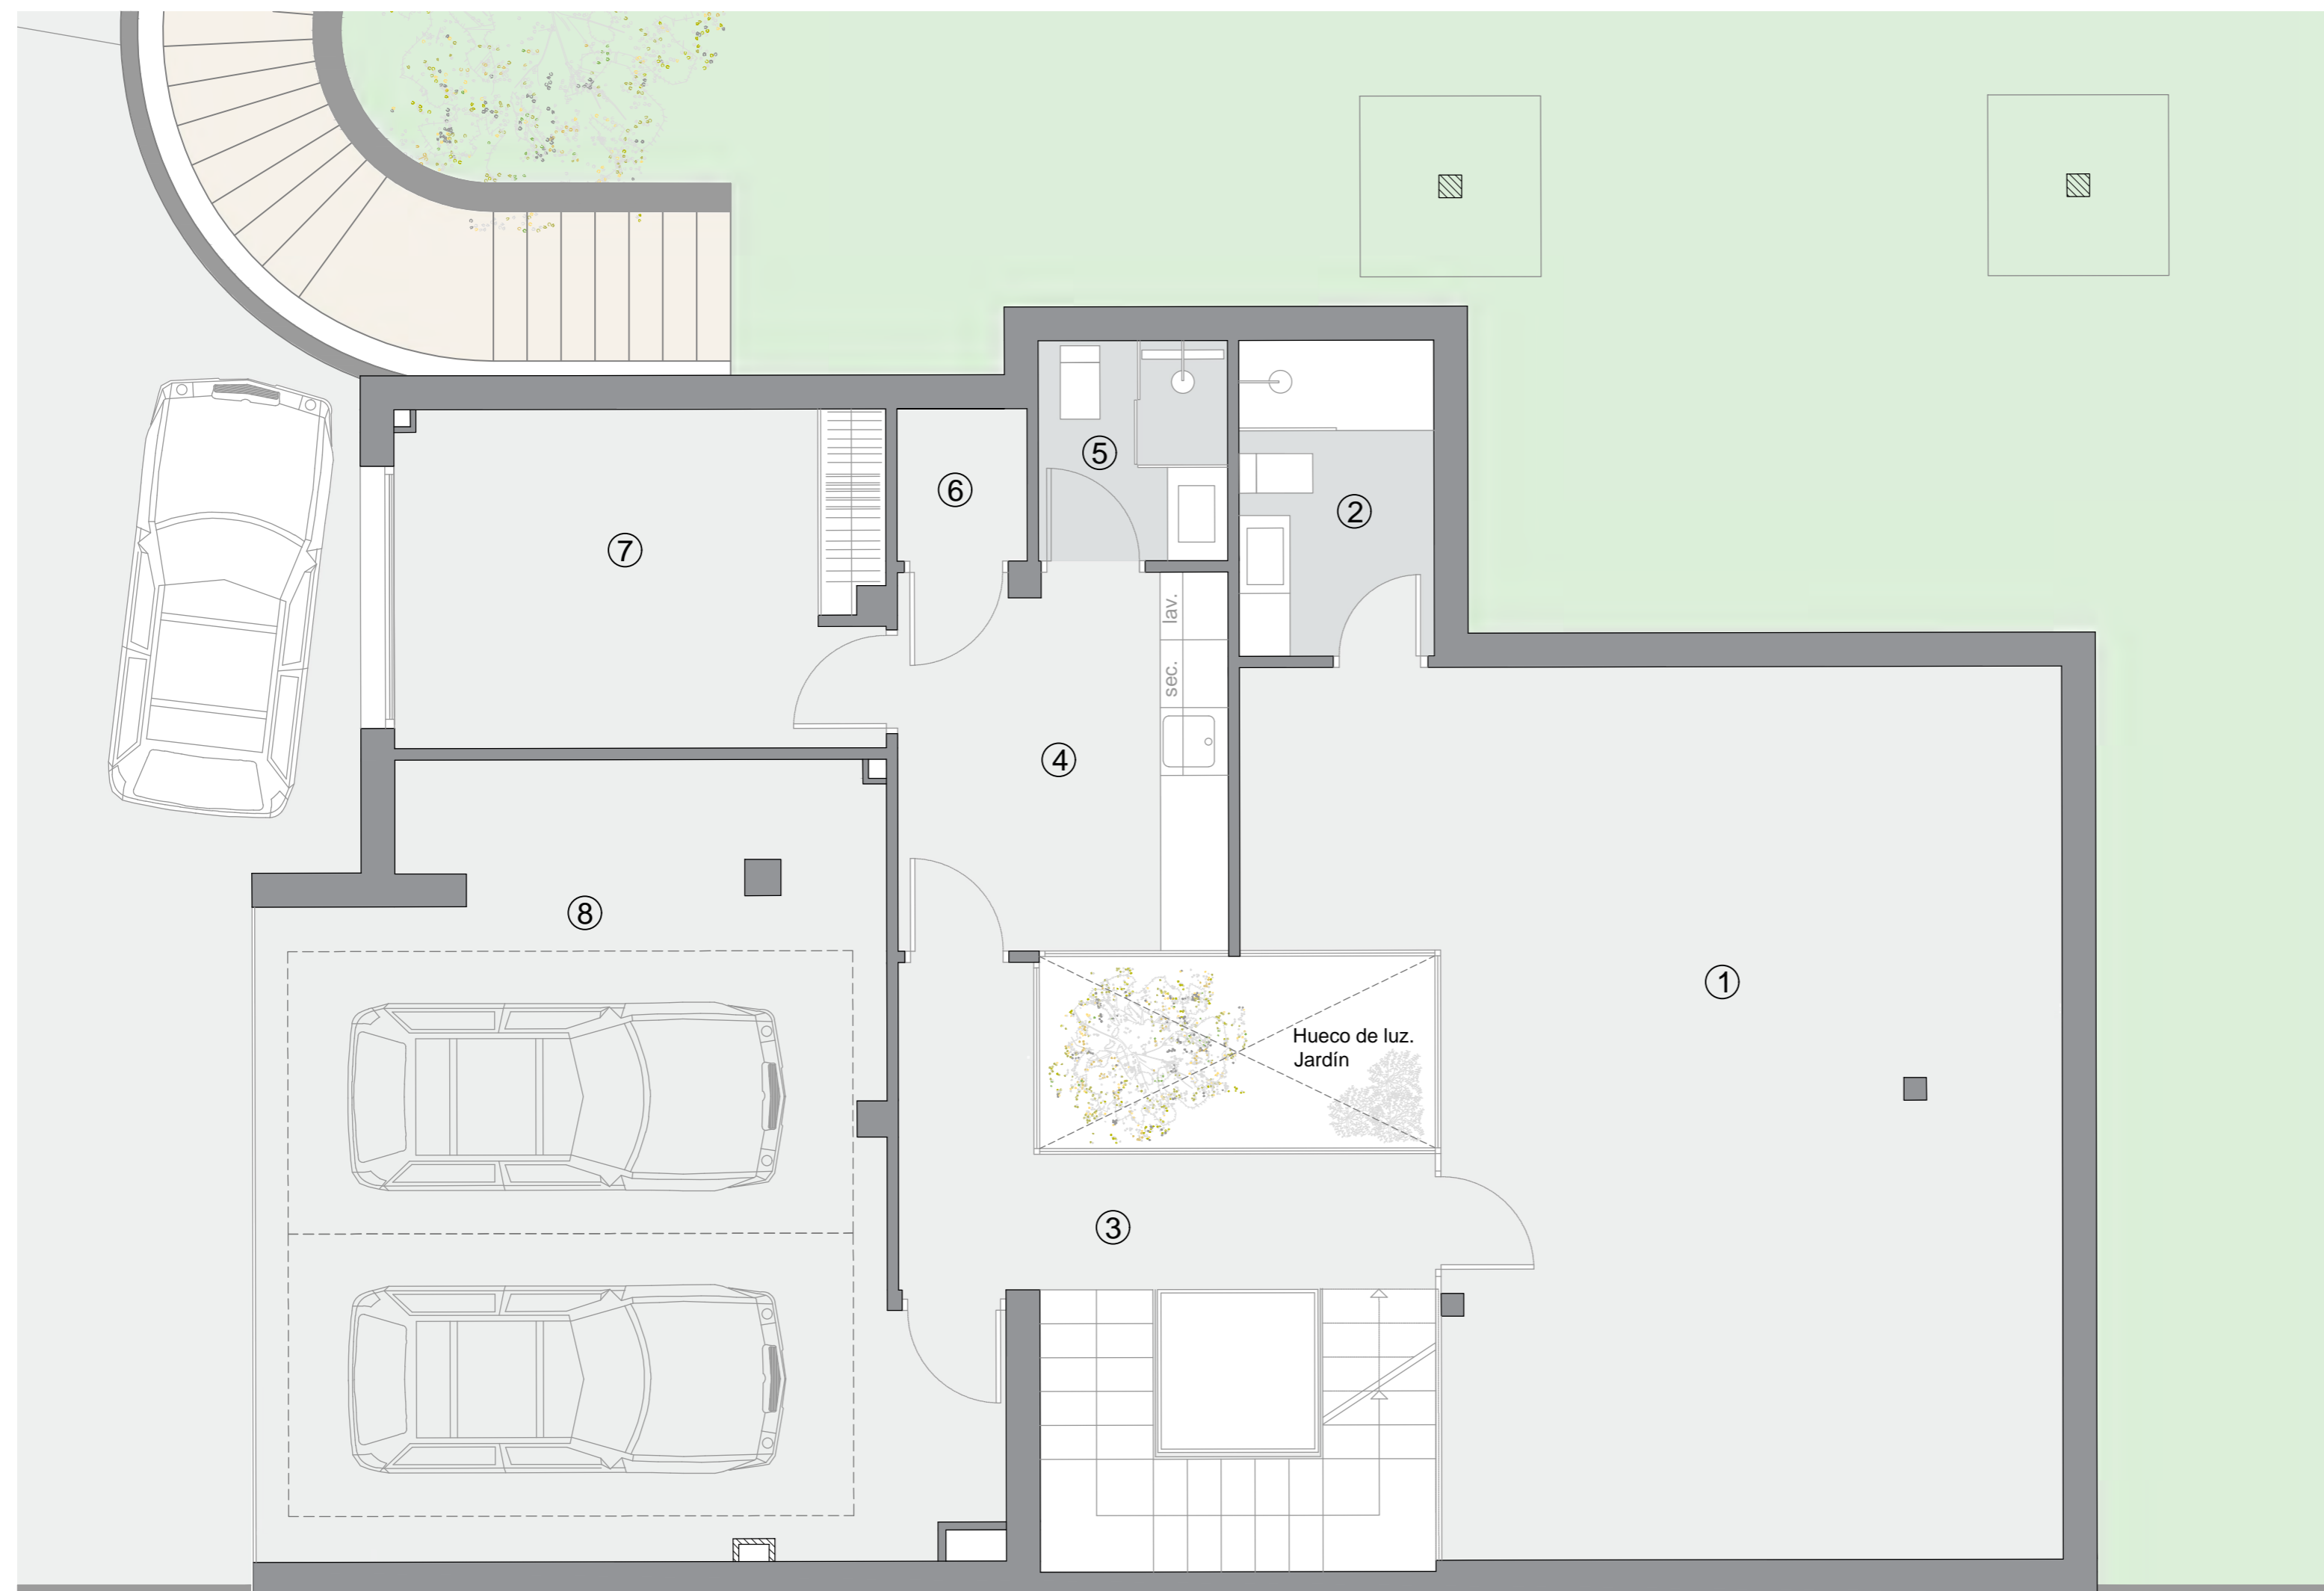 ⑤
⑥
②
⑦
lav.
sec.
④
⑧
①
Hueco de luz.
Jardín
③